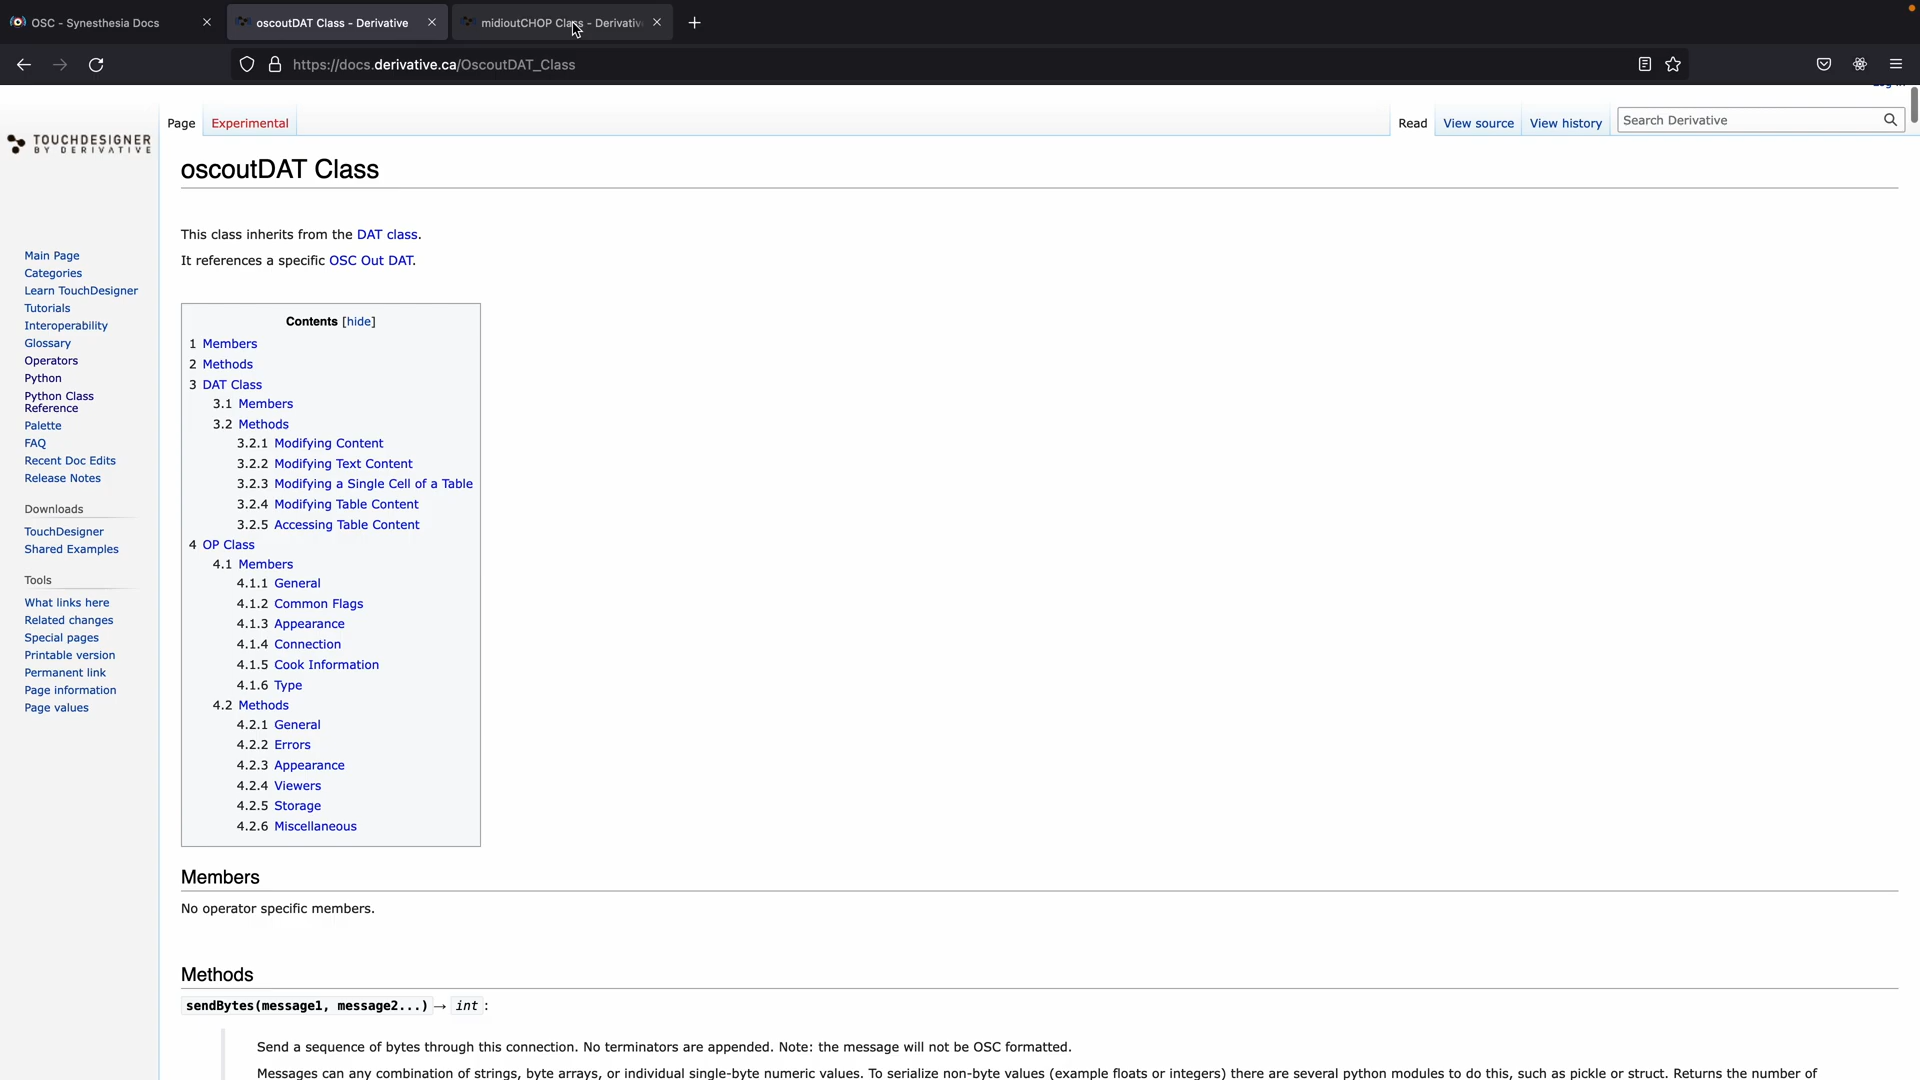 OSC - Synesthesia Docs
oscoutDAT Class - Derivative
midioutCHOP Class - Derivativ
https://docs.derivative.ca/OscoutDAT_Class
TOUCHDESIGNER
BY DERIVATIVE
Page
Experimental
Read
View source
View history
Search Derivative
oscoutDAT Class
This class inherits from the DAT class.
It references a specific OSC Out DAT.
Main Page
Categories
Learn TouchDesigner
Tutorials
Interoperability
Glossary
Operators
Python
Python Class
Reference
Palette
FAQ
Recent Doc Edits
Release Notes
Downloads
TouchDesigner
Shared Examples
Tools
What links here
Related changes
Special pages
Printable version
Permanent link
Page information
Page values
Contents [hide]
1 Members
2 Methods
3 DAT Class
3.1 Members
3.2 Methods
3.2.1 Modifying Content
3.2.2 Modifying Text Content
3.2.3 Modifying a Single Cell of a Table
3.2.4 Modifying Table Content
3.2.5 Accessing Table Content
4 OP Class
4.1 Members
4.1.1 General
4.1.2 Common Flags
4.1.3 Appearance
4.1.4 Connection
4.1.5 Cook Information
4.1.6 Type
4.2 Methods
4.2.1 General
4.2.2 Errors
4.2.3 Appearance
4.2.4 Viewers
4.2.5 Storage
4.2.6 Miscellaneous
Members
No operator specific members.
Methods
sendBytes(message1, message2...) → int :
Send a sequence of bytes through this connection. No terminators are appended. Note: the message will not be OSC formatted.
Messages can any combination of strings, byte arrays, or individual single-byte numeric values. To serialize non-byte values (example floats or integers) there are several python modules to do this, such as pickle or struct. Returns the number of